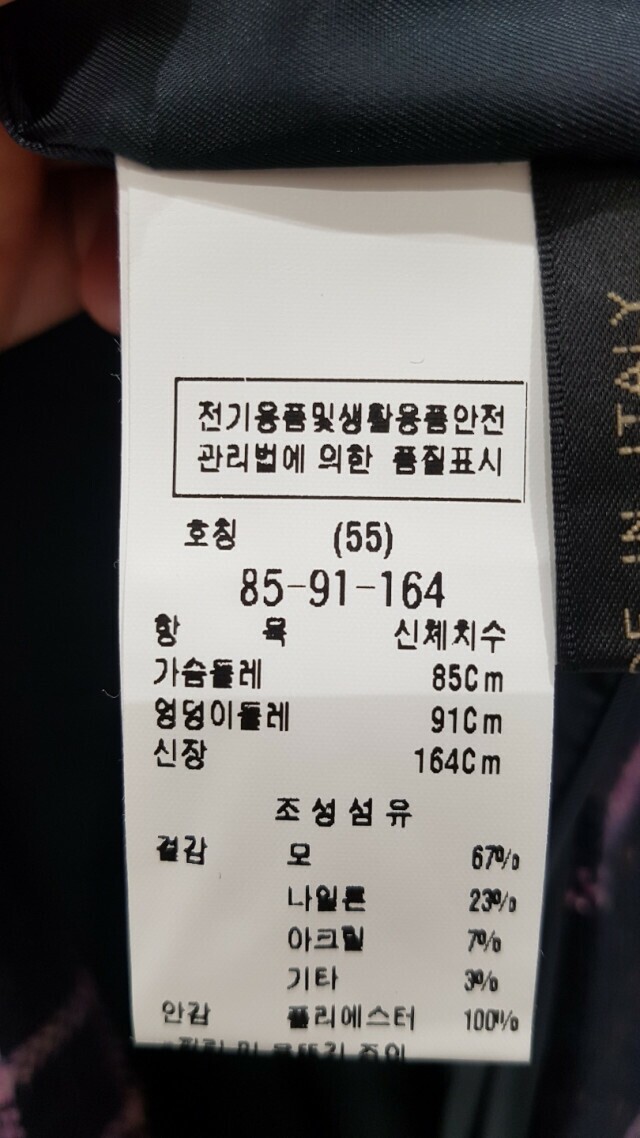 전기용품및생활용품안전
관리법에 의한 품질표시
호칭 (55)
85-91-164
항 목 신체치수
가슴둘레 85Cm
엉덩이둘레 91Cm
신장 164Cm
조성섬유
겉감 모 67%
나일론 23%
아크릴 7%
기타 3%
안감 폴리에스터 100%
IN ITALY